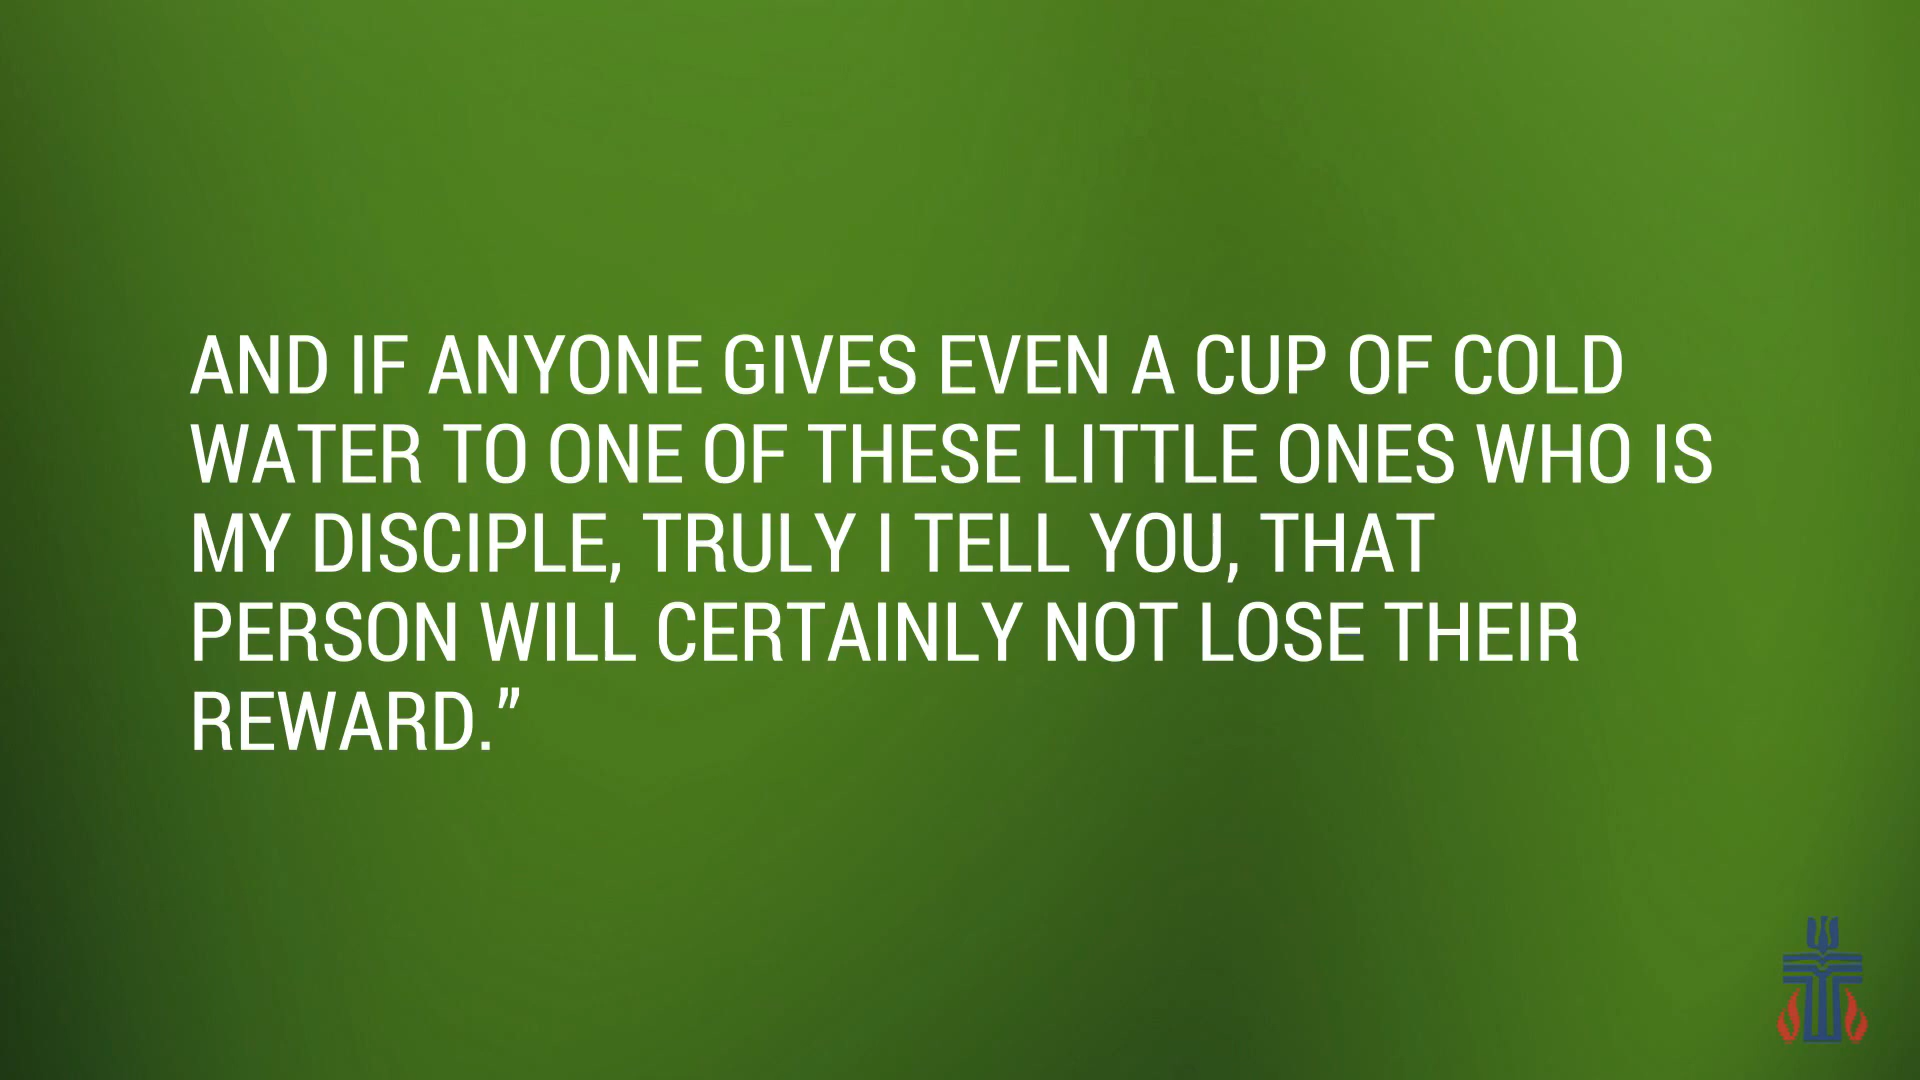 AND IF ANYONE GIVES EVEN A CUP OF COLD
WATER TO ONE OF THESE LITTLE ONES WHO IS
MY DISCIPLE, TRULY I TELL YOU, THAT
PERSON WILL CERTAINLY NOT LOSE THEIR
REWARD.”